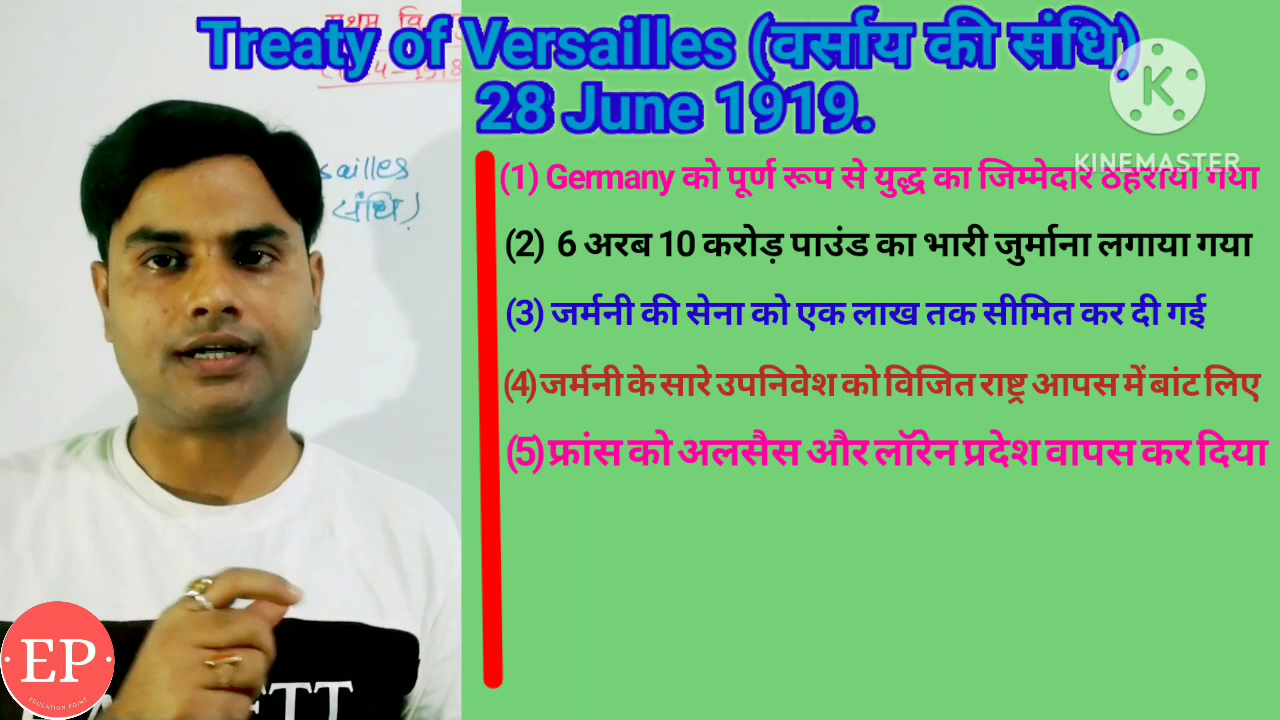 Treaty of Versailles (वर्साय की संधि)
28 June 1919.
KINEMASTER
(1) Germany को पूर्ण रूप से युद्ध का जिम्मेदार ठहराया गया
(2) 6 अरब 10 करोड़ पाउंड का भारी जुर्माना लगाया गया
(3) जर्मनी की सेना को एक लाख तक सीमित कर दी गई
(4) जर्मनी के सारे उपनिवेश को विजित राष्ट्र आपस में बांट लिए
(5) फ्रांस को अलसैस और लॉरेन प्रदेश वापस कर दिया
sailles
संधि)
EP